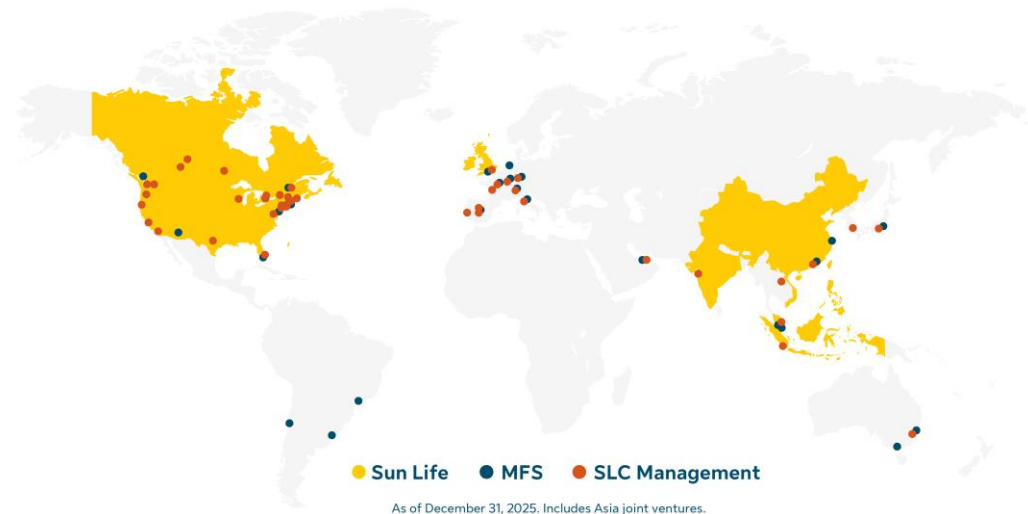 Sun Life MFS SLC Management
As of December 31, 2025. Includes Asia joint ventures.